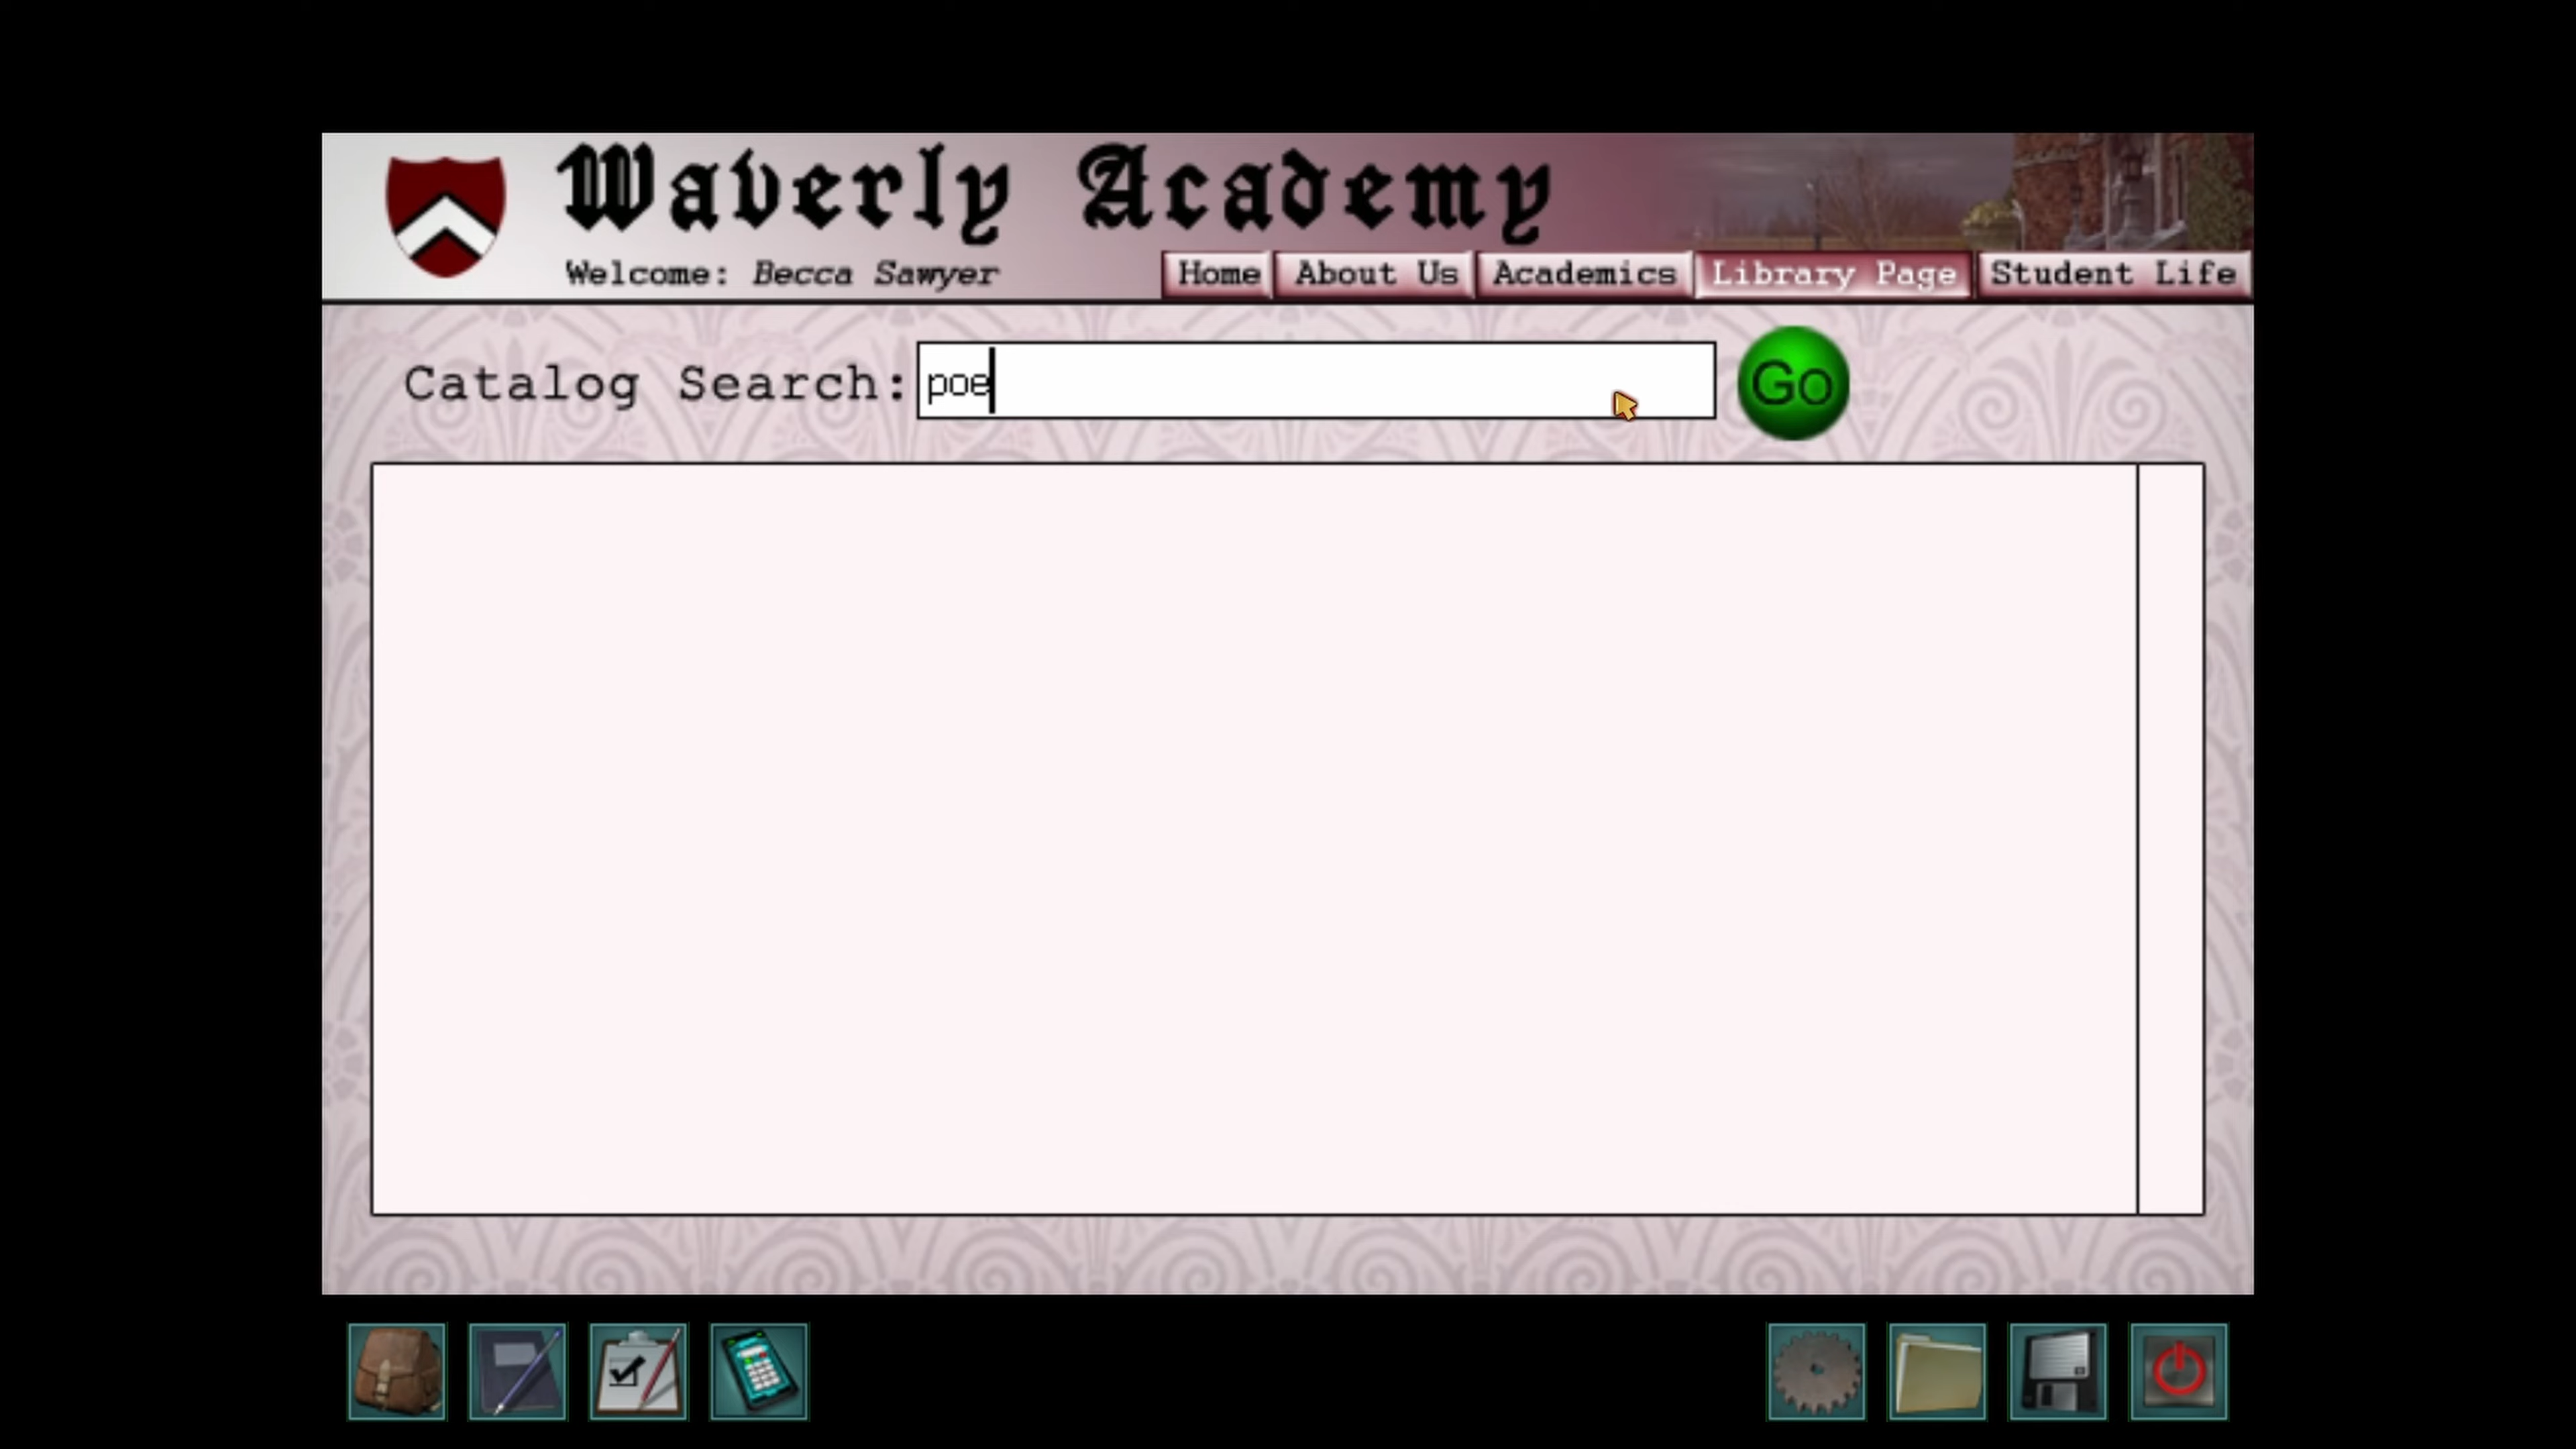 Waverly Academy
Welcome: Becca Sawyer
Home About Us Academics Library Page Student Life
Catalog Search: poe Go